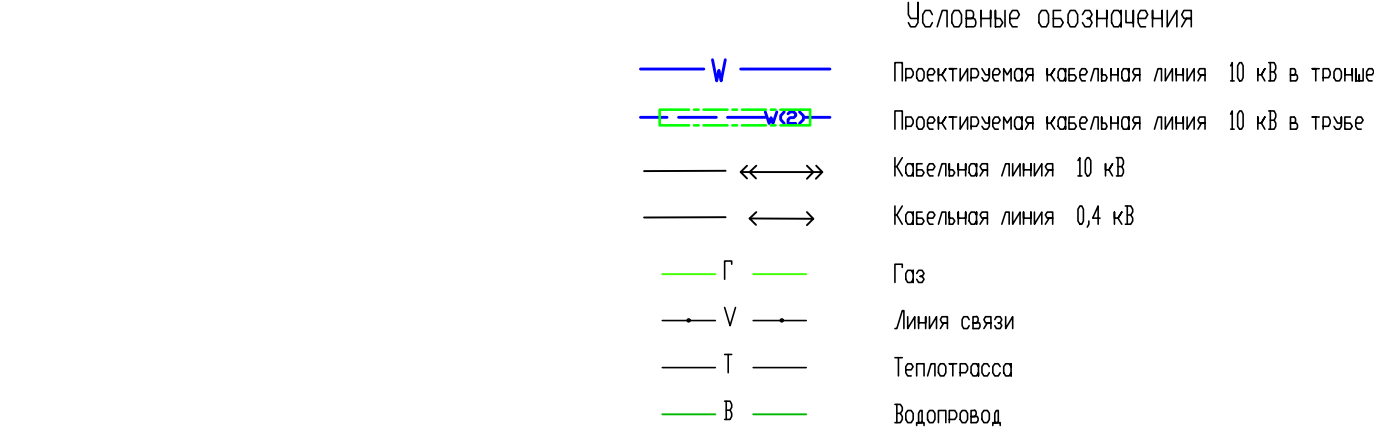 Условные обозначения
W Проектируемая кабельная линия 10 кВ в тронше
W(2) Проектируемая кабельная линия 10 кВ в трубе
Кабельная линия 10 кВ
Кабельная линия 0,4 кВ
Г Газ
V Линия связи
Т Теплотрасса
В Водопровод